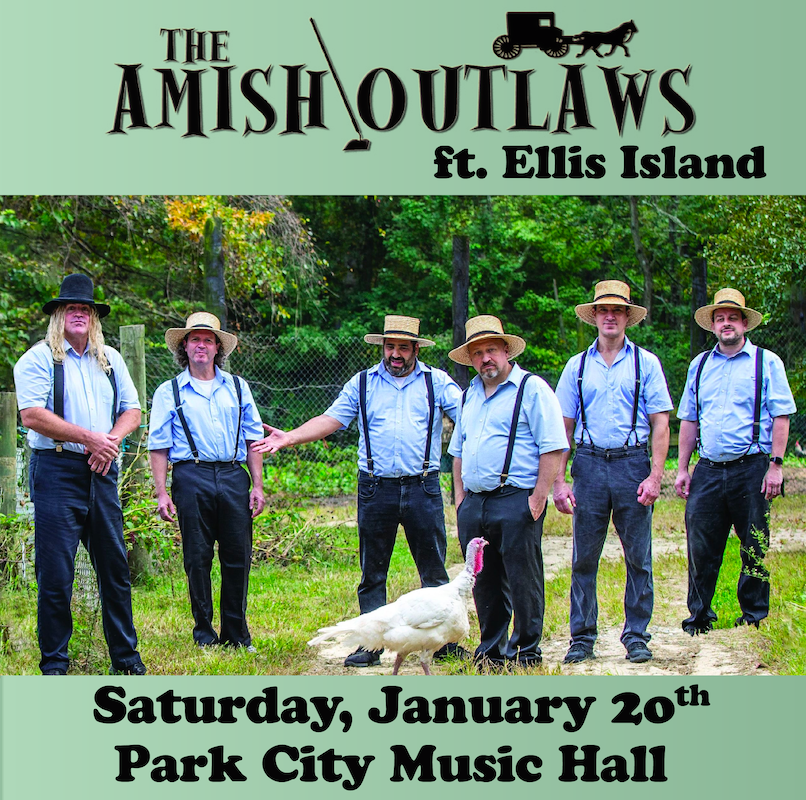 THE
AMISH OUTLAWS
ft. Ellis Island
Saturday, January 20th
Park City Music Hall